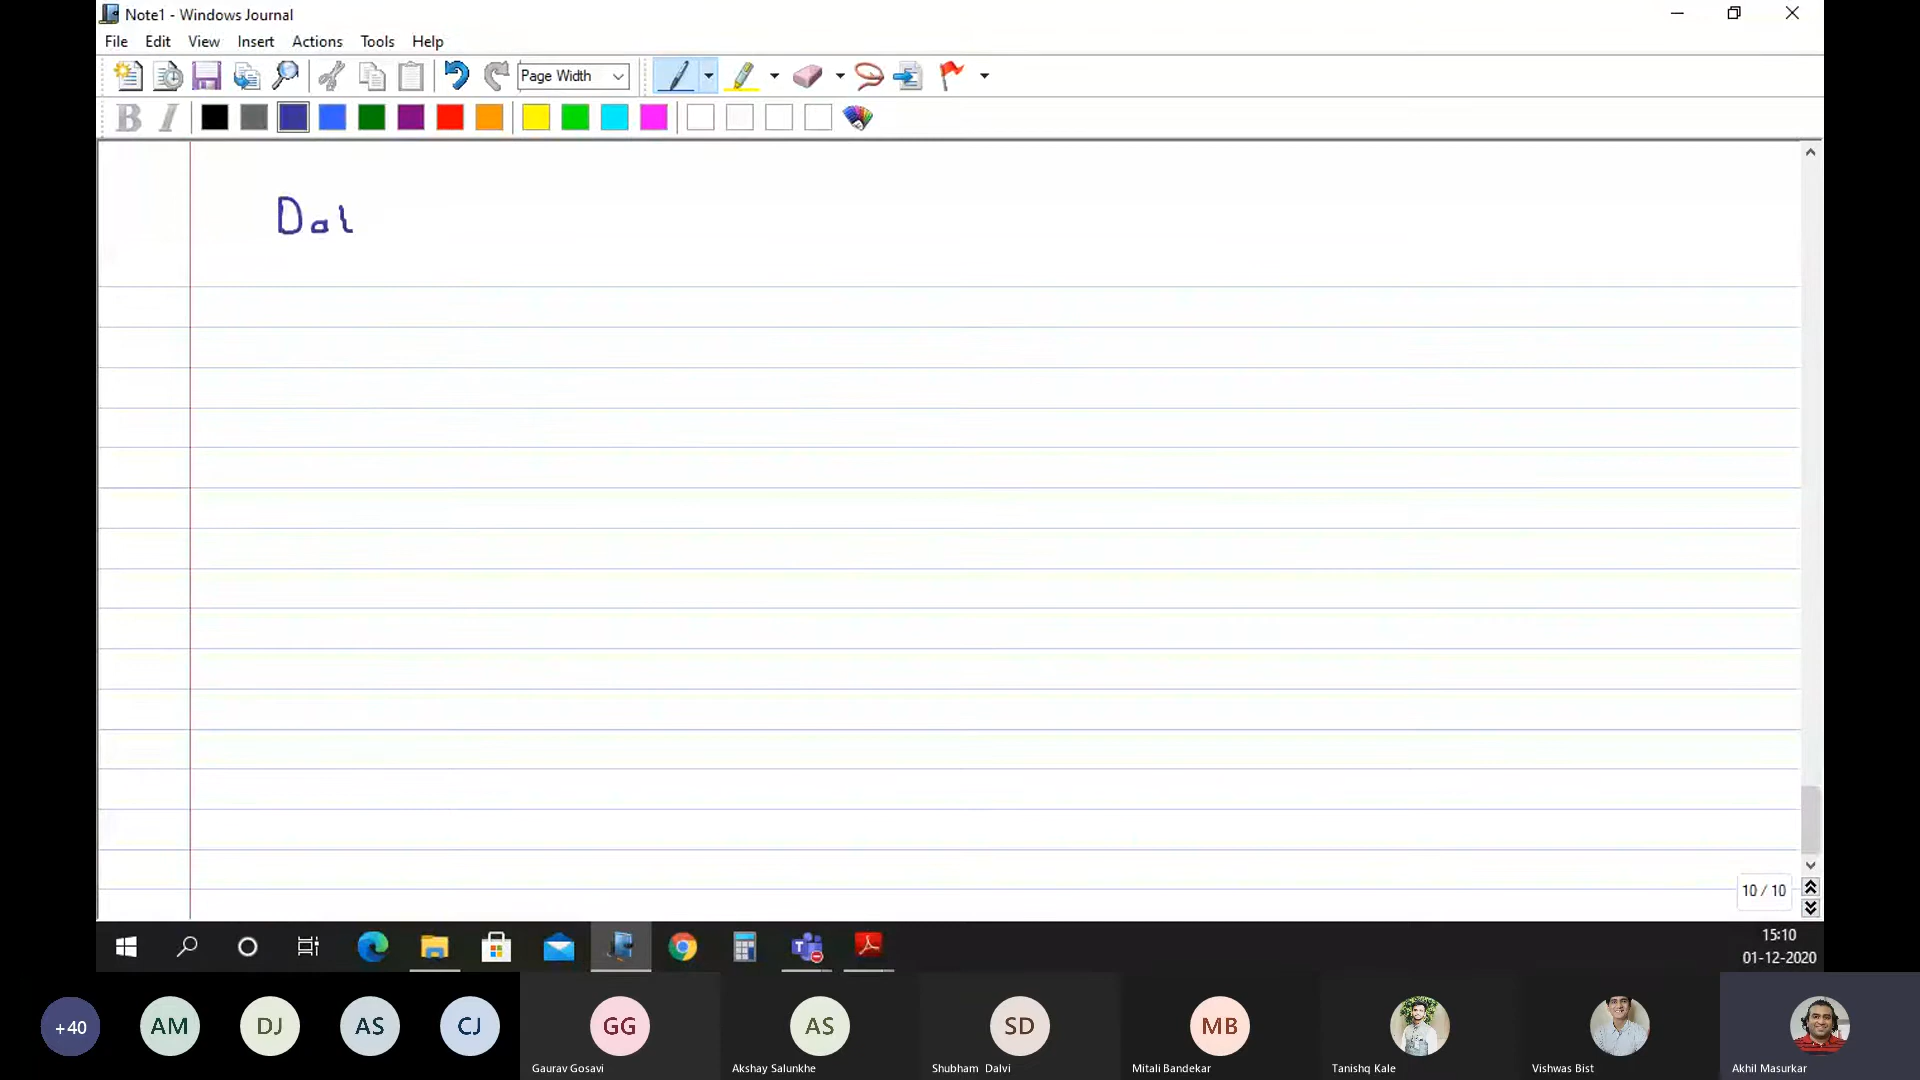 Note1 - Windows Journal
File Edit View Insert Actions Tools Help
Page Width
B I
Dal
10 / 10
15:10
01-12-2020
+40 AM DJ AS CJ GG AS SD MB
Gaurav Gosavi Akshay Salunkhe Shubham Dalvi Mitali Bandekar Tanishq Kale Vishwas Bist Akhil Masurkar